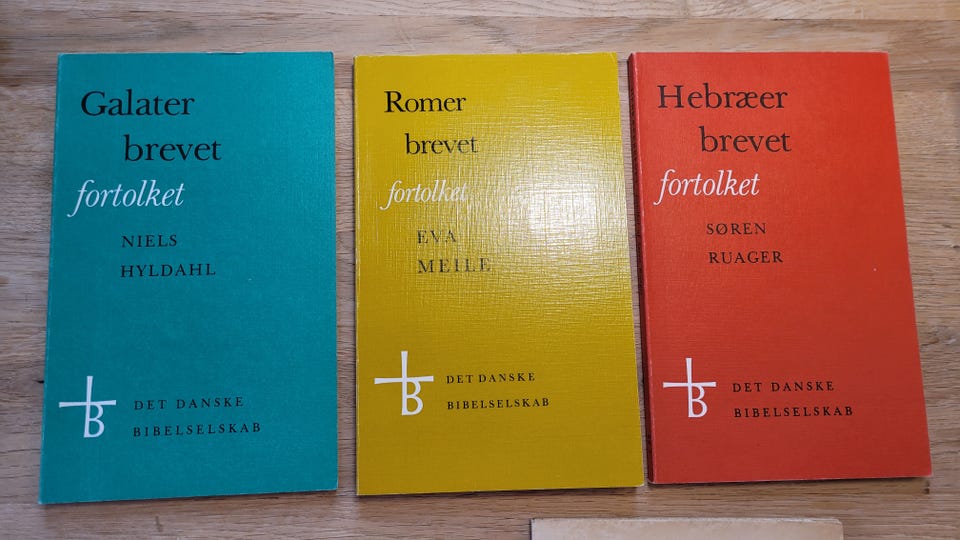 Galater
brevet
fortolket
NIELS
HYLDAHL
DET DANSKE
BIBELSELSKAB
Romer
brevet
fortolket
EVA
MEILE
DET DANSKE
BIBELSELSKAB
Hebræer
brevet
fortolket
SØREN
RUAGER
DET DANSKE
BIBELSELSKAB